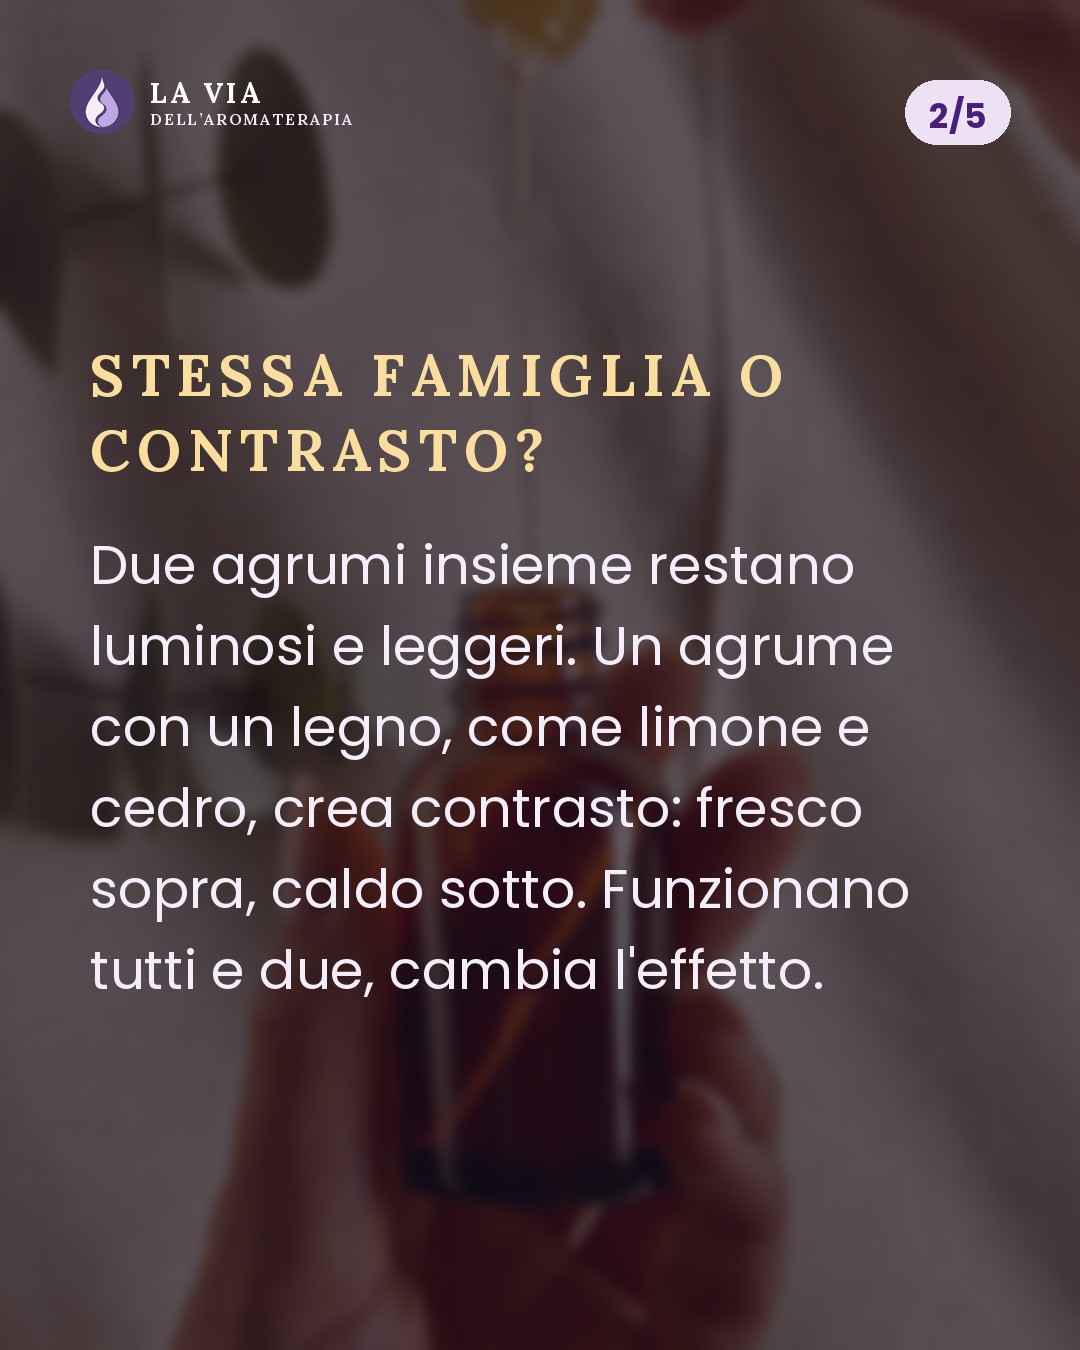 LA VIA
DELL'AROMATERAPIA
2/5
STESSA FAMIGLIA O
CONTRASTO?
Due agrumi insieme restano
luminosi e leggeri. Un agrume
con un legno, come limone e
cedro, crea contrasto: fresco
sopra, caldo sotto. Funzionano
tutti e due, cambia l'effetto.